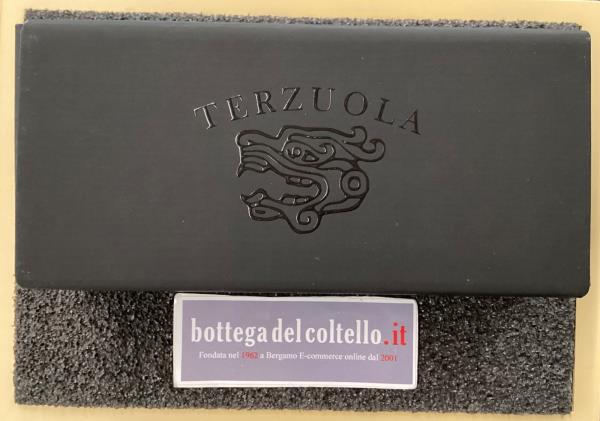 TERZUOLA
bottega del coltello.it
Fondata nel 1962 a Bergamo E-commerce online dal 2001